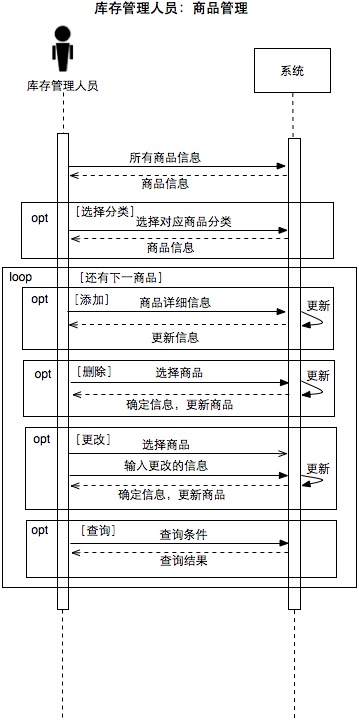 库存管理人员：商品管理
库存管理人员
系统
所有商品信息
商品信息
opt
[选择分类]
选择对应商品分类
商品信息
loop
[还有下一商品]
opt
[添加]
商品详细信息
更新
更新信息
opt
[删除]
选择商品
更新
确定信息，更新商品
opt
[更改]
选择商品
输入更改的信息
更新
确定信息，更新商品
opt
[查询]
查询条件
查询结果